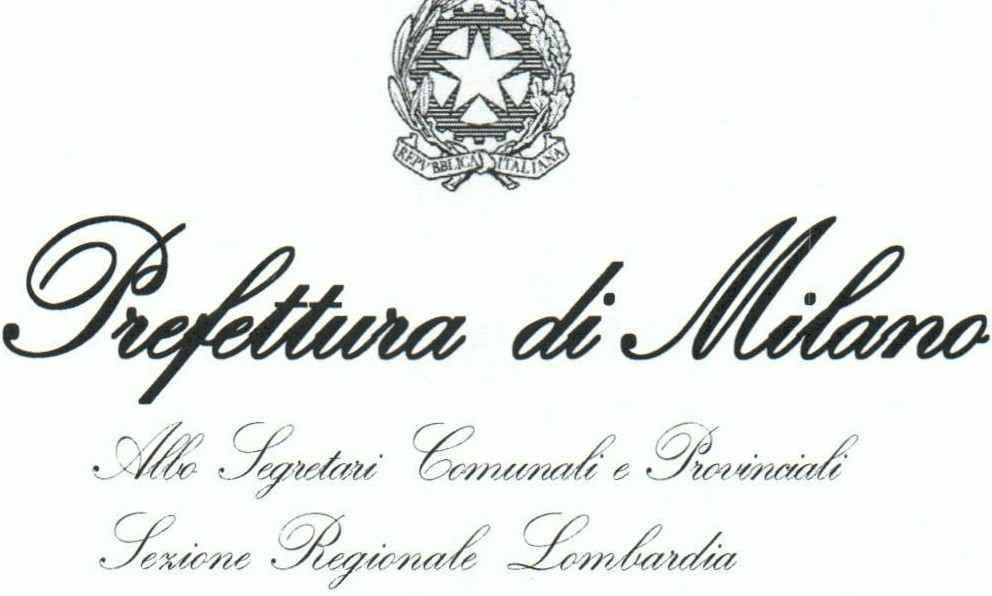 REPVBBLICA ITALIANA
Prefettura di Milano
Albo Segretari Comunali e Provinciali
Sezione Regionale Lombardia